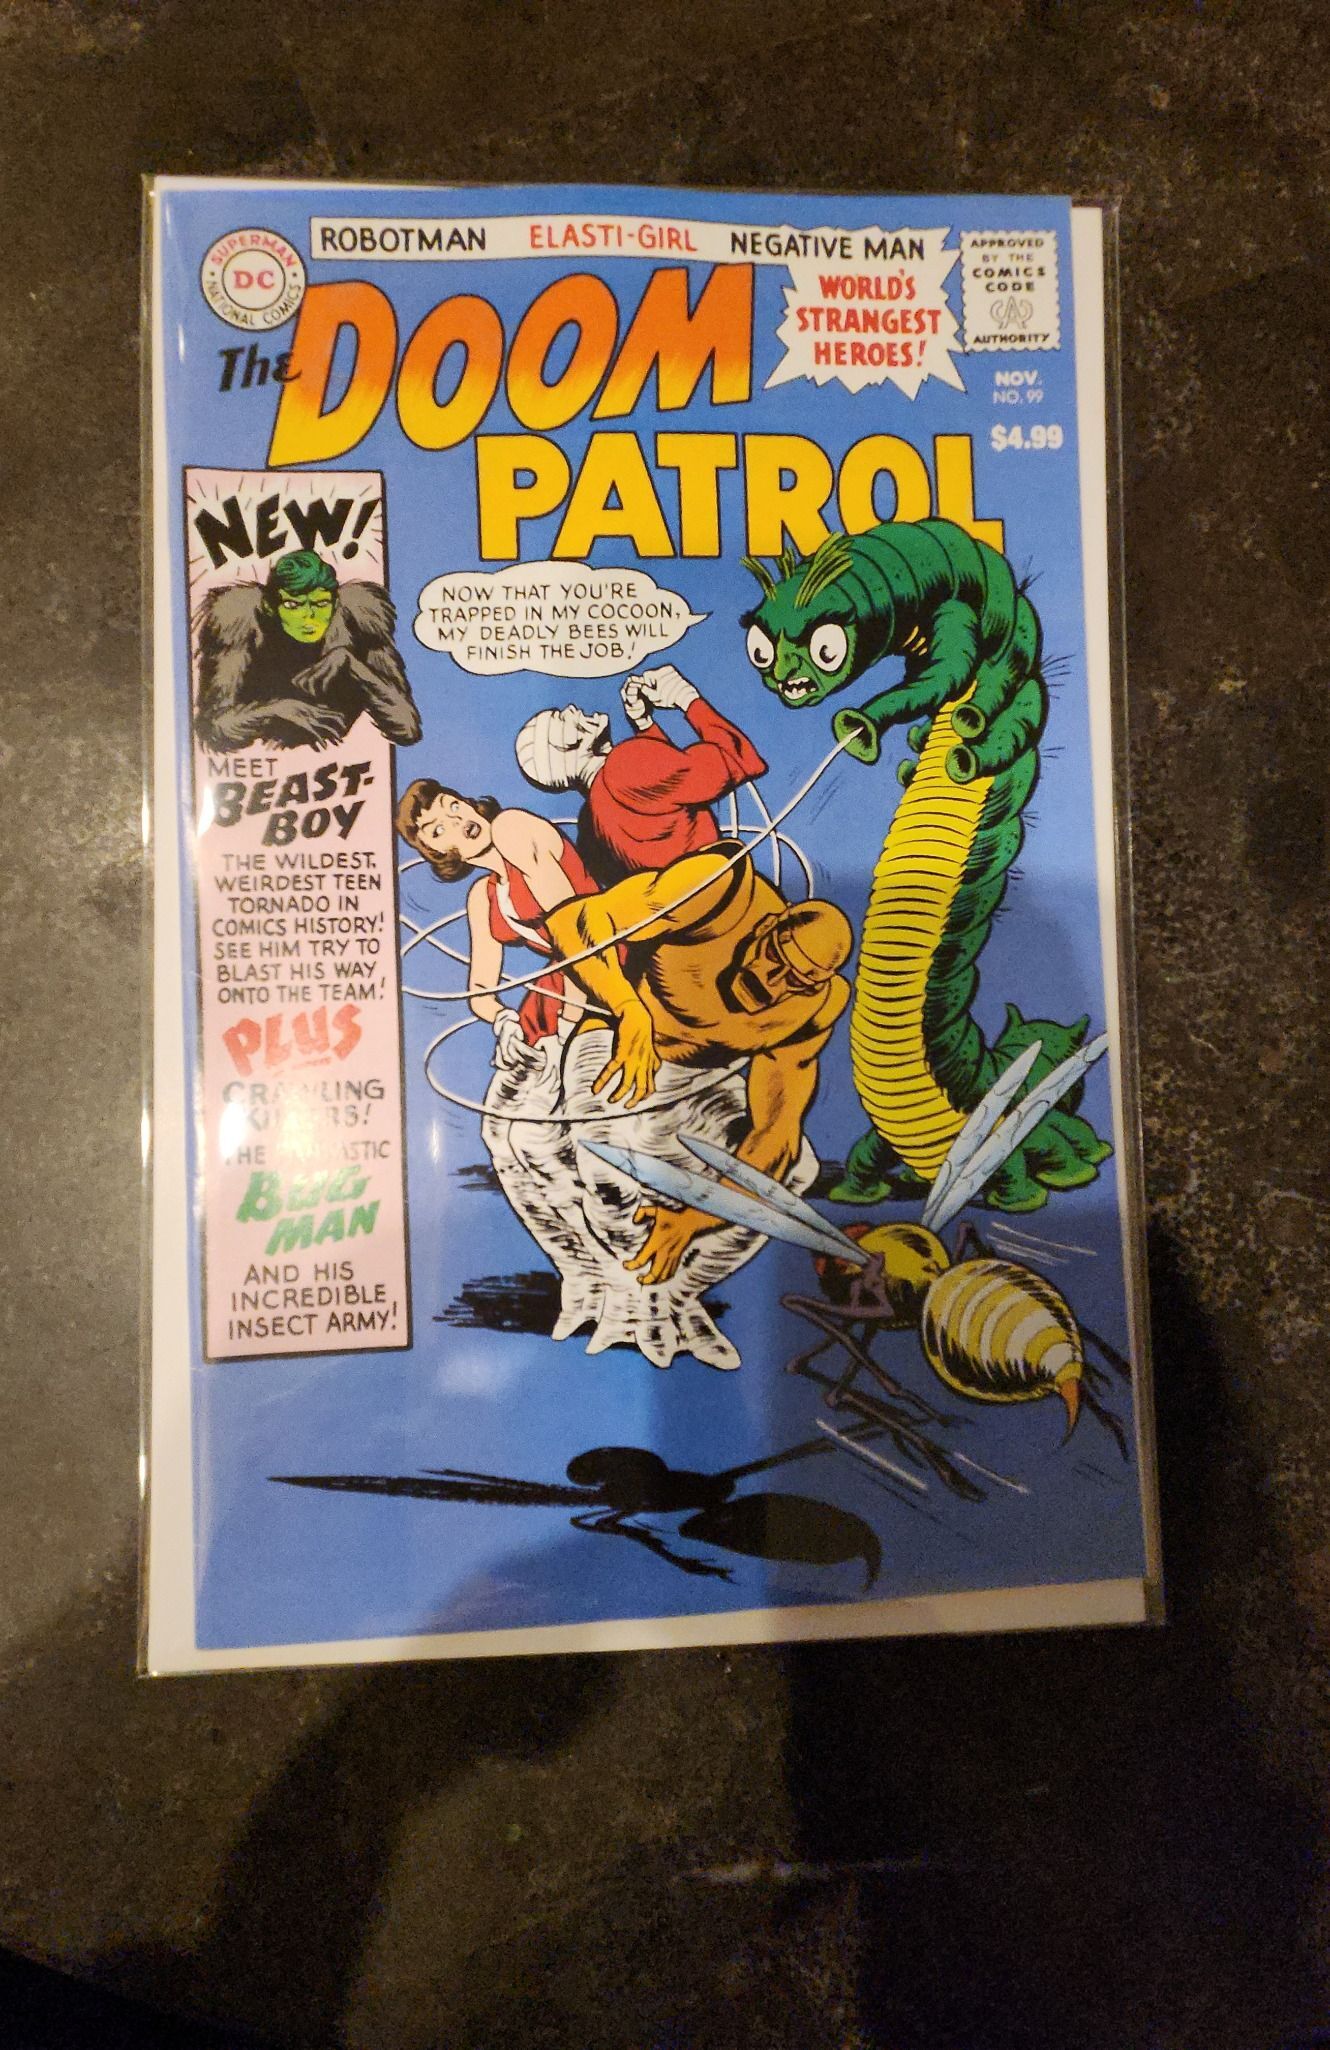 ROBOTMAN ELASTI-GIRL NEGATIVE MAN
SUPERMAN
DC
NATIONAL COMICS
The DOOM
PATROL
WORLD'S
STRANGEST
HEROES!
APPROVED
BY THE
COMICS
CODE
CA
AUTHORITY
NOV.
NO. 99
$4.99
NEW!
NOW THAT YOU'RE
TRAPPED IN MY COCOON,
MY DEADLY BEES WILL
FINISH THE JOB!
MEET
BEAST-
BOY
THE WILDEST,
WEIRDEST TEEN
TORNADO IN
COMICS HISTORY!
SEE HIM TRY TO
BLAST HIS WAY
ONTO THE TEAM!
PLUS
THE
BUG
MAN
AND HIS
INCREDIBLE
INSECT ARMY!